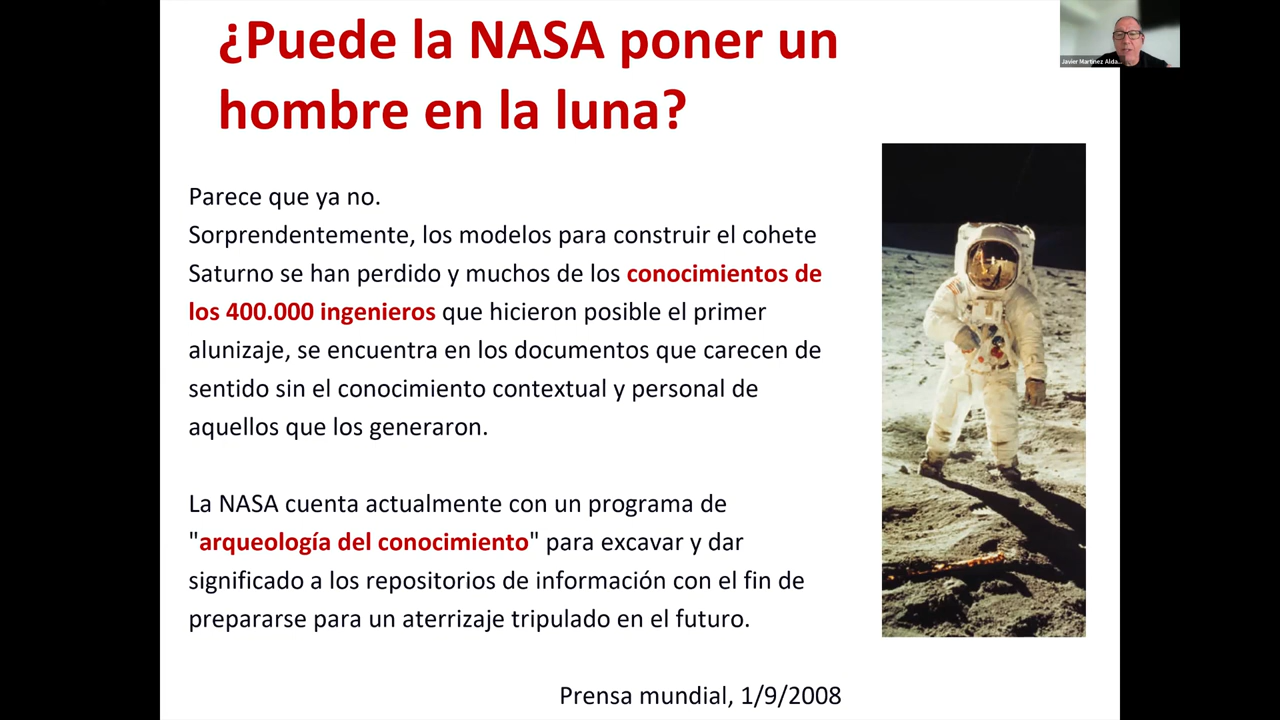 ¿Puede la NASA poner un
hombre en la luna?
Javier Martinez Alda...
Parece que ya no.
Sorprendentemente, los modelos para construir el cohete
Saturno se han perdido y muchos de los conocimientos de
los 400.000 ingenieros que hicieron posible el primer
alunizaje, se encuentra en los documentos que carecen de
sentido sin el conocimiento contextual y personal de
aquellos que los generaron.
La NASA cuenta actualmente con un programa de
"arqueología del conocimiento" para excavar y dar
significado a los repositorios de información con el fin de
prepararse para un aterrizaje tripulado en el futuro.
Prensa mundial, 1/9/2008